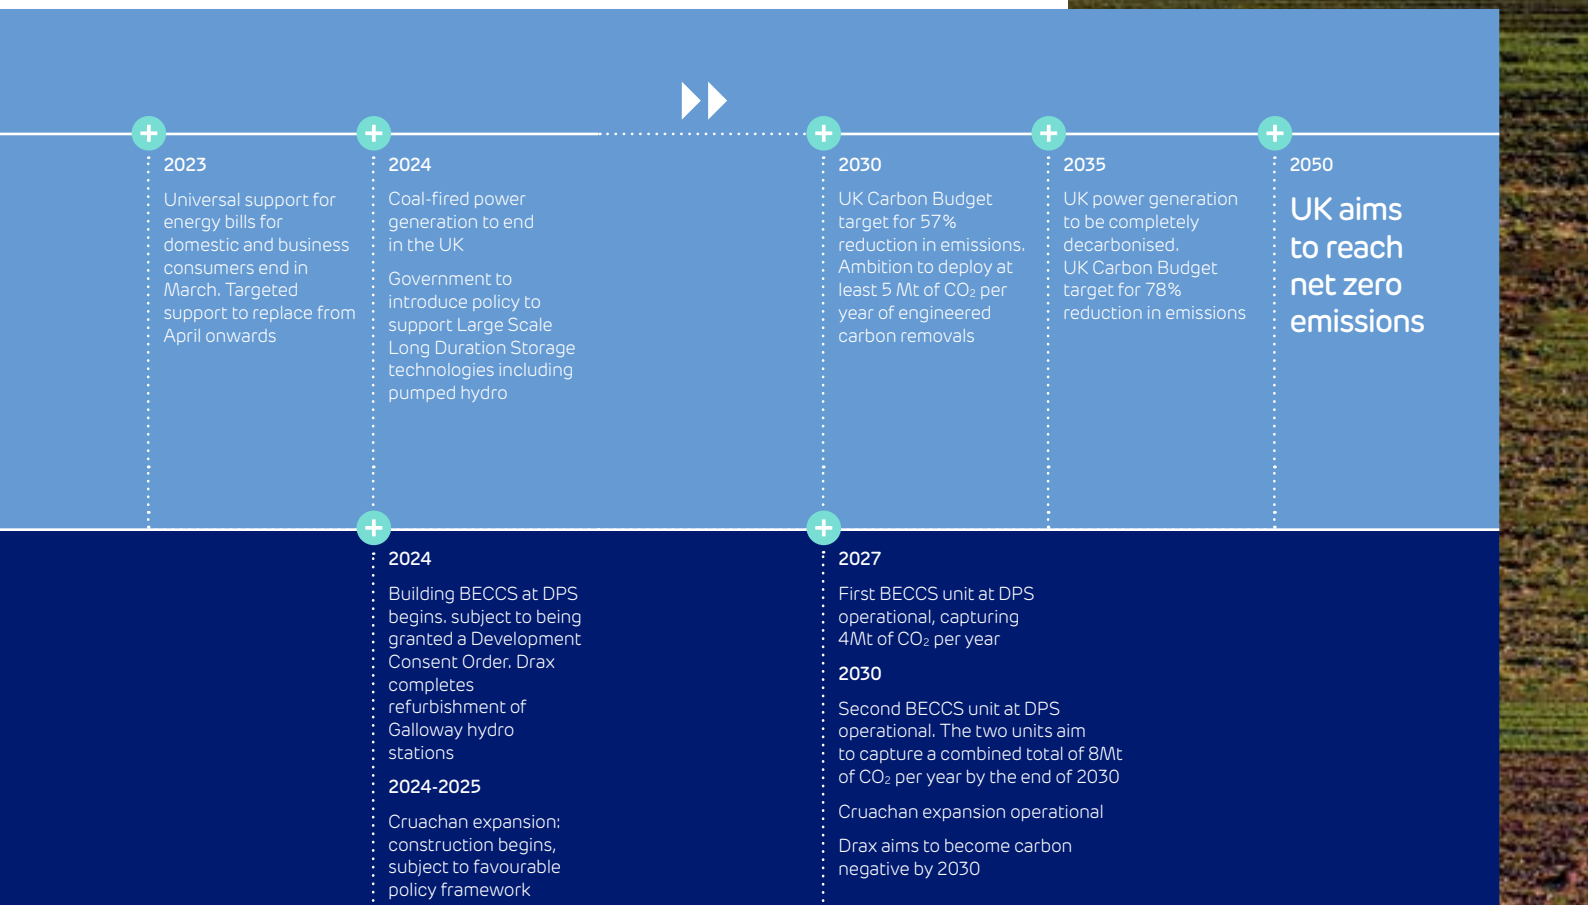 2023
Universal support for
energy bills for
domestic and business
consumers end in
March. Targeted
support to replace from
April onwards
2024
Coal-fired power
generation to end
in the UK
Government to
introduce policy to
support Large Scale
Long Duration Storage
technologies including
pumped hydro
2030
UK Carbon Budget
target for 57%
reduction in emissions.
Ambition to deploy at
least 5 Mt of CO₂ per
year of engineered
carbon removals
2035
UK power generation
to be completely
decarbonised.
UK Carbon Budget
target for 78%
reduction in emissions
2050
UK aims
to reach
net zero
emissions
2024
Building BECCS at DPS
begins. subject to being
granted a Development
Consent Order. Drax
completes
refurbishment of
Galloway hydro
stations
2024-2025
Cruachan expansion:
construction begins,
subject to favourable
policy framework
2027
First BECCS unit at DPS
operational, capturing
4Mt of CO₂ per year
2030
Second BECCS unit at DPS
operational. The two units aim
to capture a combined total of 8Mt
of CO₂ per year by the end of 2030
Cruachan expansion operational
Drax aims to become carbon
negative by 2030